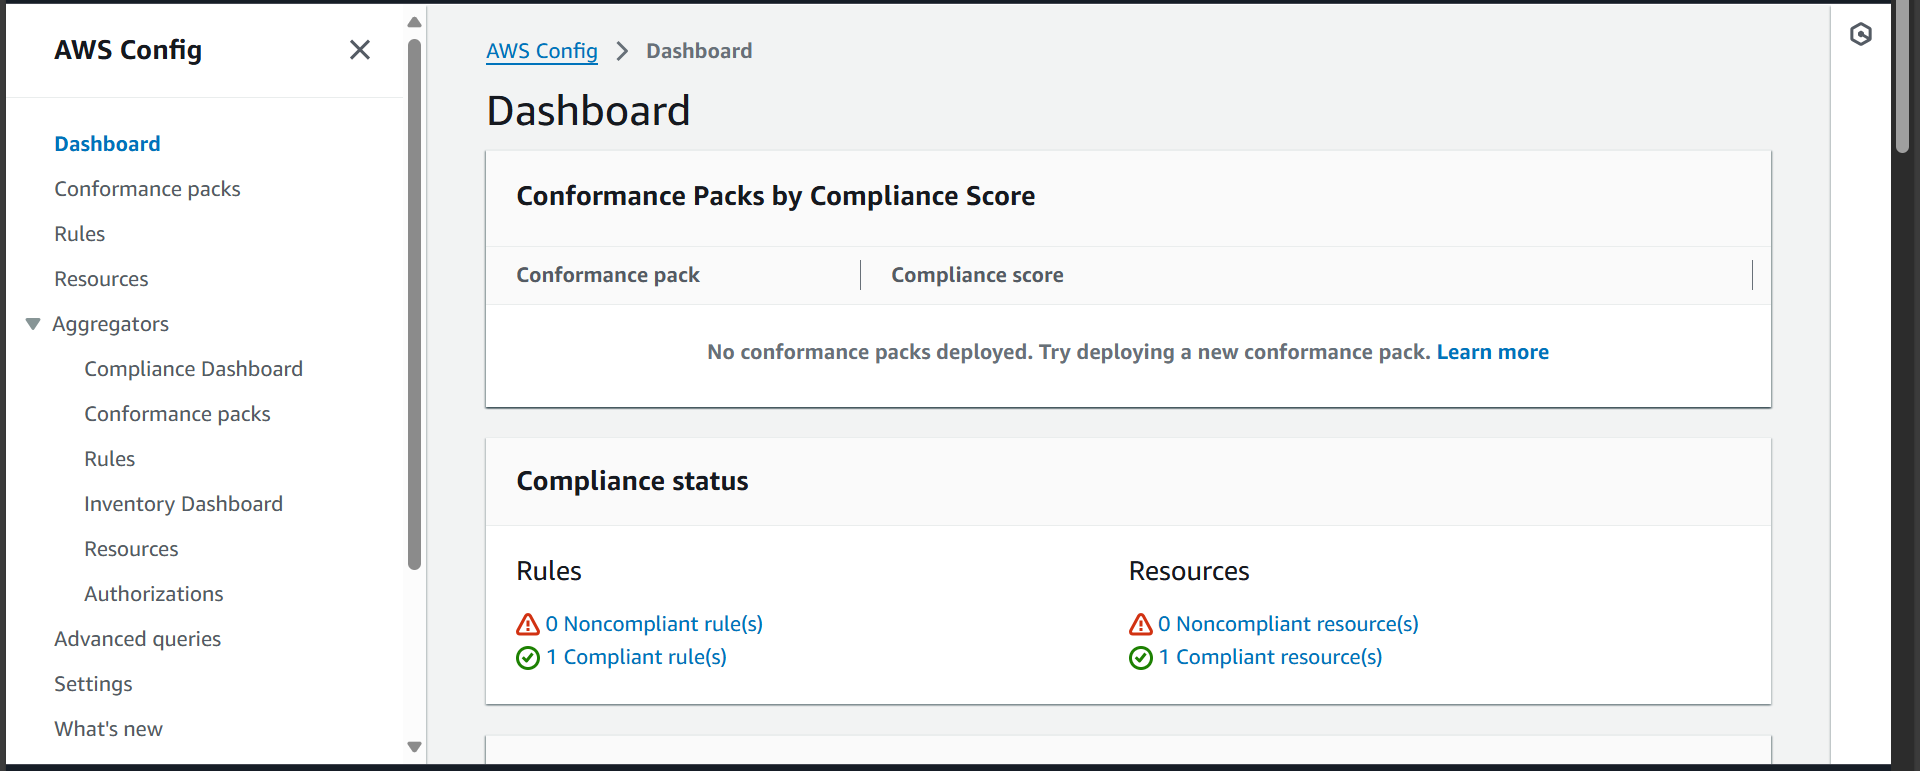 AWS Config
Dashboard
Conformance packs
Rules
Resources
Aggregators
Compliance Dashboard
Conformance packs
Rules
Inventory Dashboard
Resources
Authorizations
Advanced queries
Settings
What's new
AWS Config > Dashboard
Dashboard
Conformance Packs by Compliance Score
Conformance pack
Compliance score
No conformance packs deployed. Try deploying a new conformance pack. Learn more
Compliance status
Rules
0 Noncompliant rule(s)
1 Compliant rule(s)
Resources
0 Noncompliant resource(s)
1 Compliant resource(s)